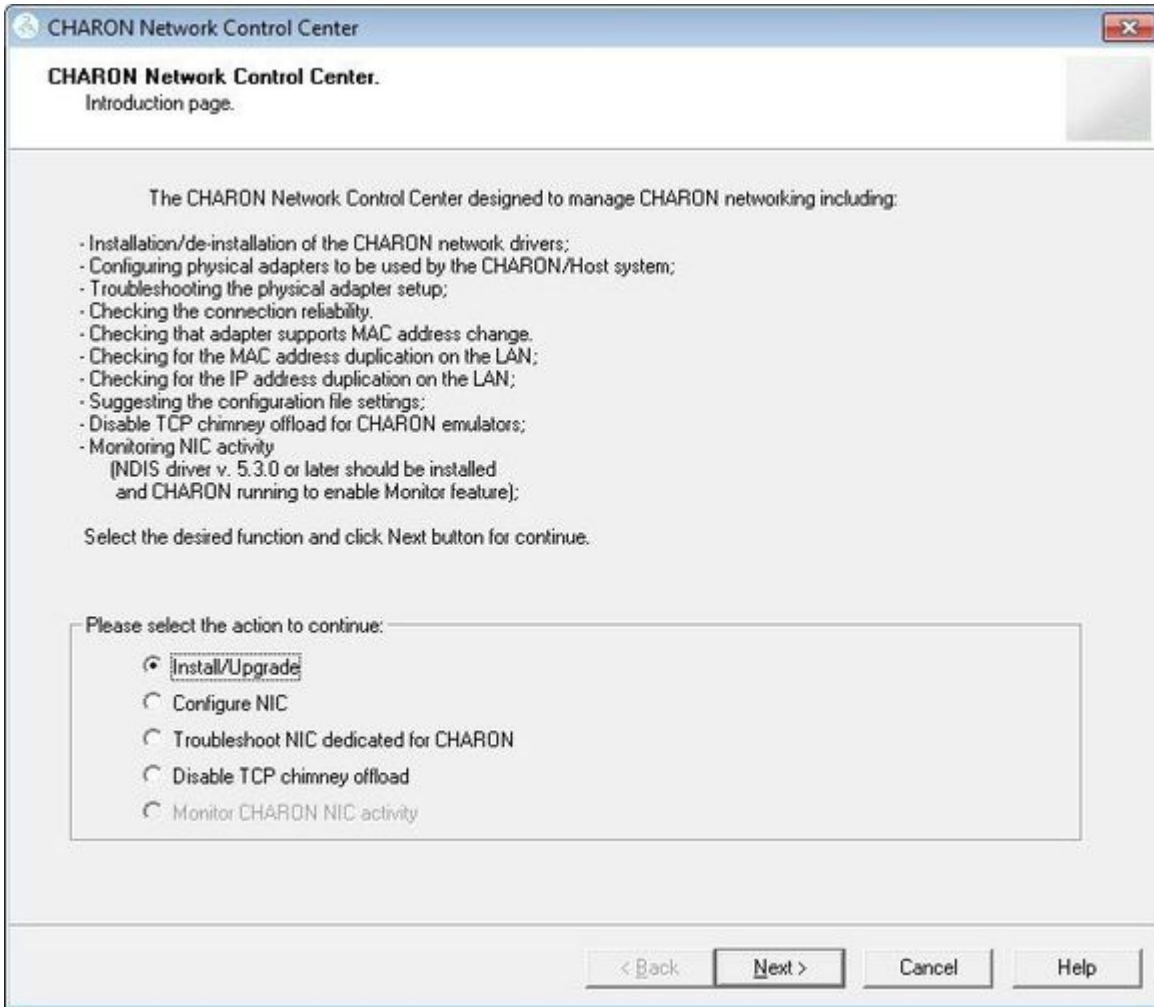 CHARON Network Control Center
CHARON Network Control Center.
Introduction page.
The CHARON Network Control Center designed to manage CHARON networking including:
- Installation/de-installation of the CHARON network drivers;
- Configuring physical adapters to be used by the CHARON/Host system;
- Troubleshooting the physical adapter setup;
- Checking the connection reliability.
- Checking that adapter supports MAC address change.
- Checking for the MAC address duplication on the LAN;
- Checking for the IP address duplication on the LAN;
- Suggesting the configuration file settings;
- Disable TCP chimney offload for CHARON emulators;
- Monitoring NIC activity
(NDIS driver v. 5.3.0 or later should be installed
and CHARON running to enable Monitor feature);
Select the desired function and click Next button for continue.
Please select the action to continue:
Install/Upgrade
Configure NIC
Troubleshoot NIC dedicated for CHARON
Disable TCP chimney offload
Monitor CHARON NIC activity
< Back
Next >
Cancel
Help